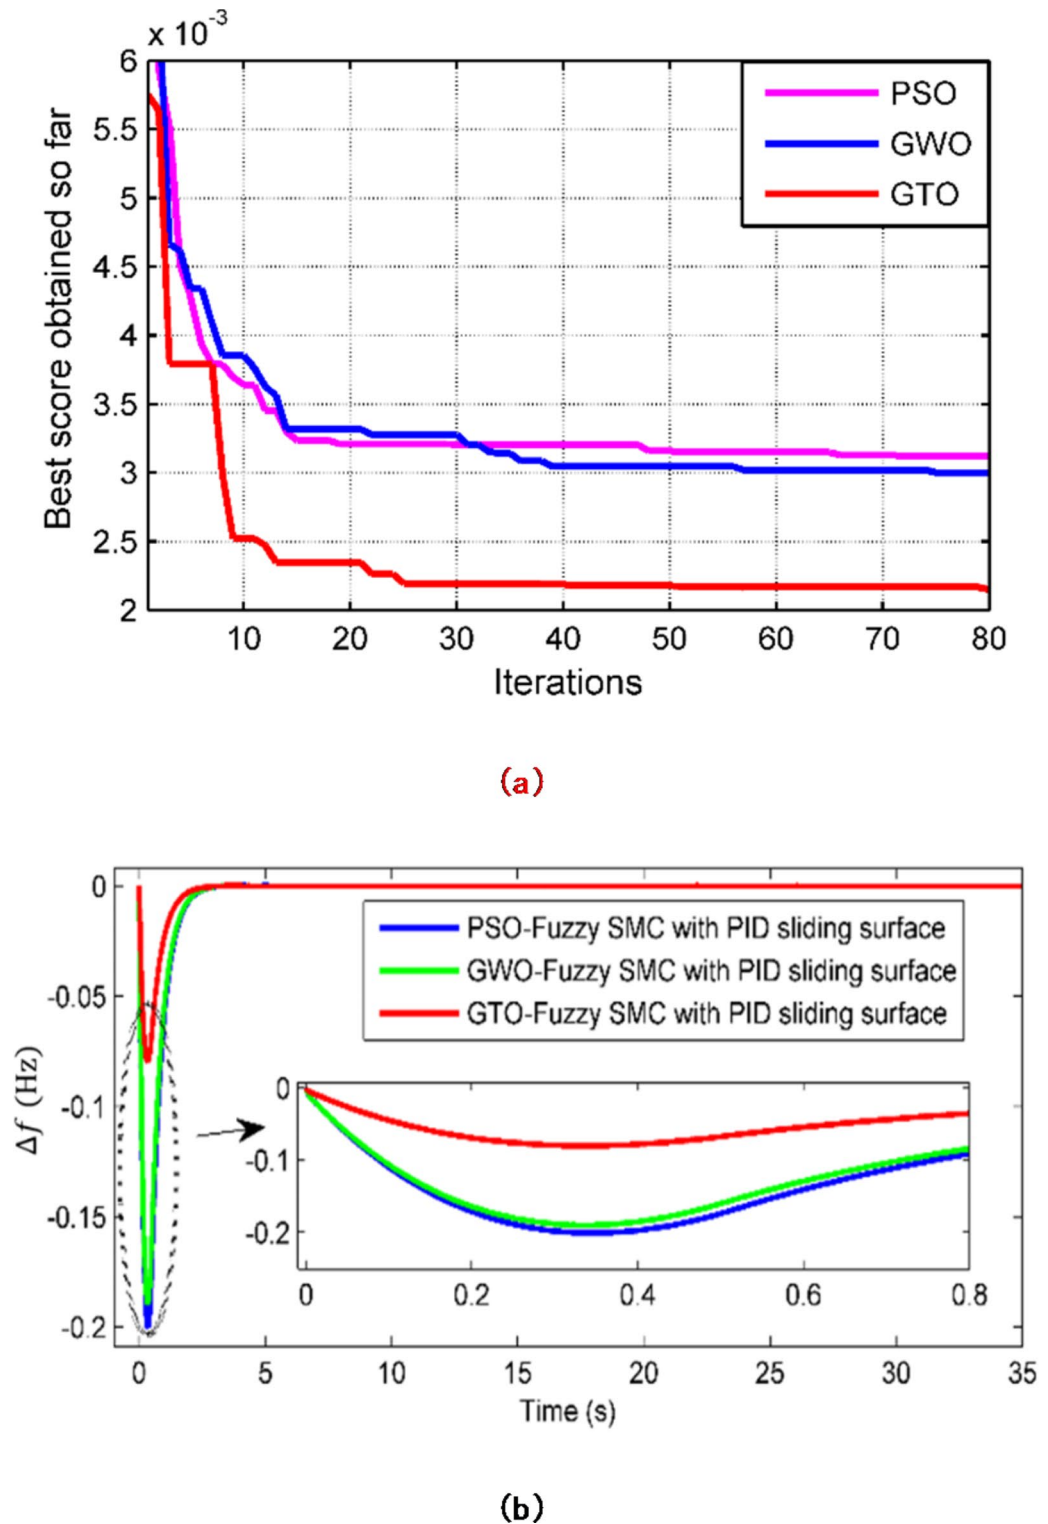 x 10⁻³
6
5.5
5
4.5
4
3.5
3
2.5
2
Best score obtained so far
PSO
GWO
GTO
10 20 30 40 50 60 70 80
Iterations
(a)
0
-0.05
-0.1
-0.15
-0.2
Δf (Hz)
PSO-Fuzzy SMC with PID sliding surface
GWO-Fuzzy SMC with PID sliding surface
GTO-Fuzzy SMC with PID sliding surface
0
-0.1
-0.2
0 0.2 0.4 0.6 0.8
0 5 10 15 20 25 30 35
Time (s)
(b)